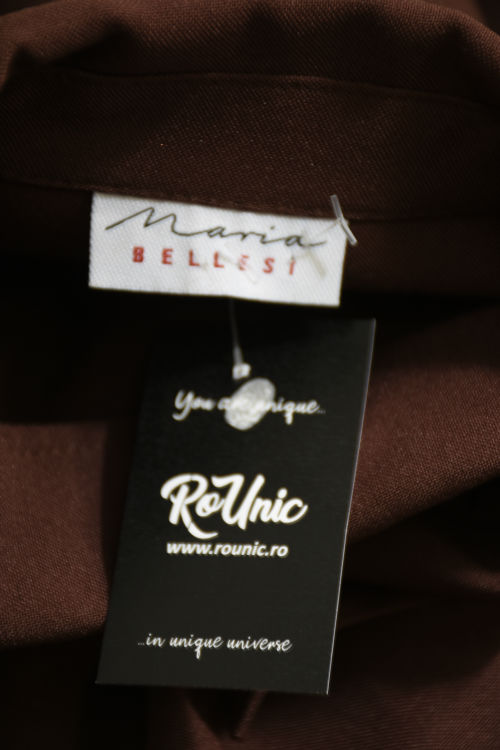 Maria
BELLESI
You are unique...
RoUnic
www.rounic.ro
...in unique universe